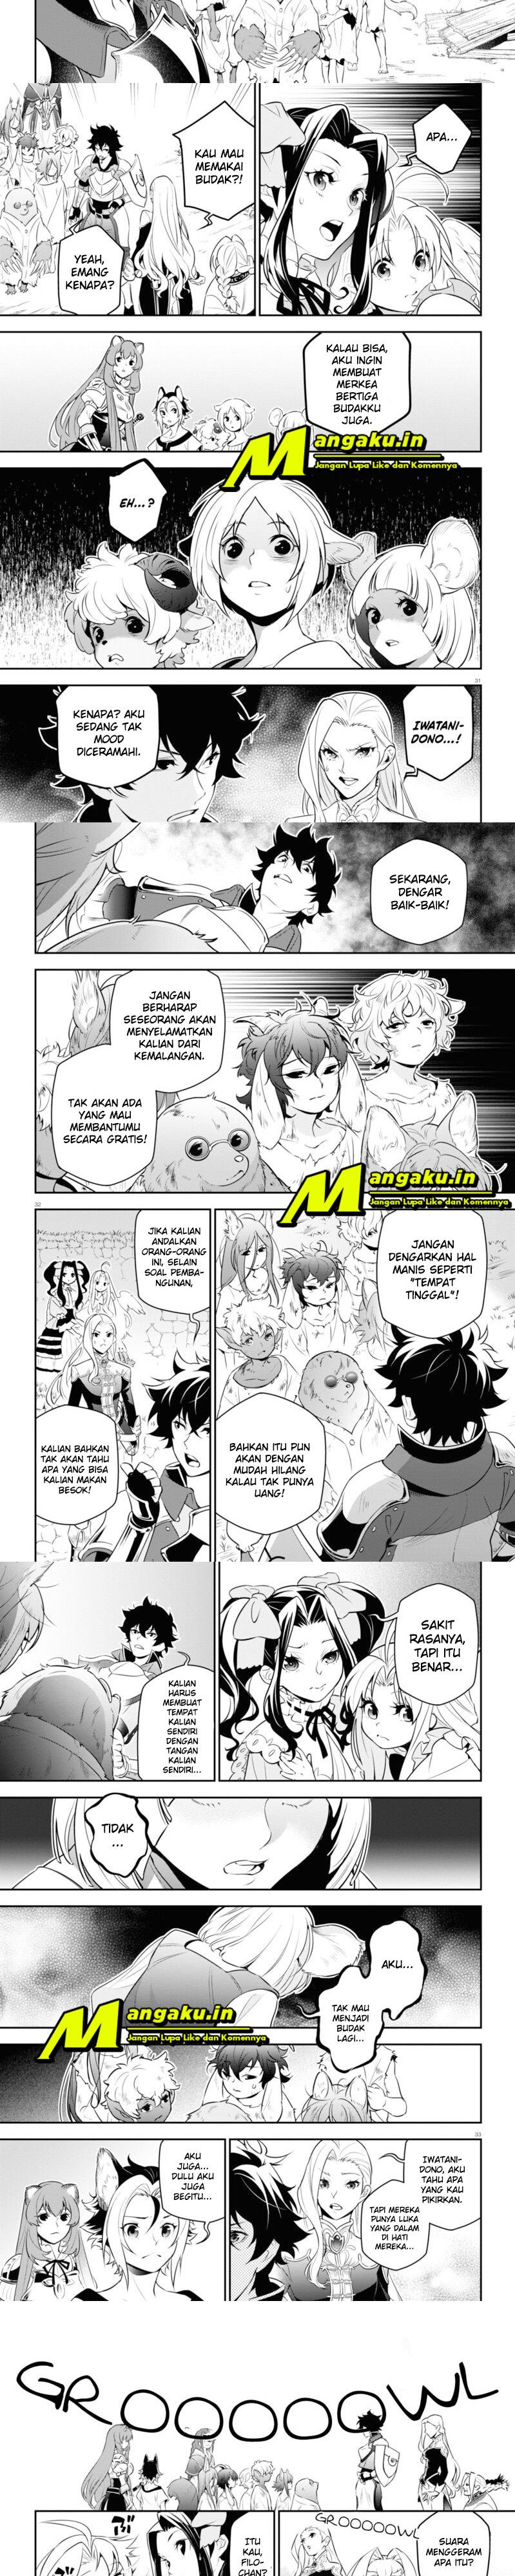 APA...
KAU MAU
MEMAKAI
BUDAK?!
YEAH,
EMANG
KENAPA?
KALAU BISA,
AKU INGIN
MEMBUAT
MERKEA
BERTIGA
BUDAKKU
JUGA.
Mangaku.in
Jangan Lupa Like dan Komennya
EH...?
31
IWATANI-
DONO...!
KENAPA? AKU
SEDANG TAK
MOOD
DICERAMAHI.
SEKARANG,
DENGAR
BAIK-BAIK!
JANGAN
BERHARAP
SESEORANG AKAN
MENYELAMATKAN
KALIAN DARI
KEMALANGAN.
TAK AKAN ADA
YANG MAU
MEMBANTUMU
SECARA GRATIS!
Mangaku.in
Jangan Lupa Like dan Komennya
32
JANGAN
DENGARKAN HAL
MANIS SEPERTI
"TEMPAT
TINGGAL"!
BAHKAN ITU PUN
AKAN DENGAN
MUDAH HILANG
KALAU TAK PUNYA
UANG!
JIKA KALIAN
ANDALKAN
ORANG-ORANG
INI, SELAIN
SOAL PEMBA-
NGUNAN,
KALIAN BAHKAN
TAK AKAN TAHU
APA YANG BISA
KALIAN MAKAN
BESOK!
SAKIT
RASANYA,
TAPI ITU
BENAR...
KALIAN
HARUS
MEMBUAT
TEMPAT
KALIAN
SENDIRI
DENGAN
TANGAN
KALIAN
SENDIRI...
TIDAK
...
AKU...
TAK MAU
MENJADI
BUDAK
LAGI...
Mangaku.in
Jangan Lupa Like dan Komennya
33
IWATANI-
DONO, AKU
TAHU APA
YANG KAU
PIKIRKAN.
TAPI MEREKA
PUNYA LUKA
YANG DALAM
DI HATI
MEREKA...
AKU
JUGA...
DULU AKU
JUGA
BEGITU...
GROOOOOWL
GROOOOOWL
SUARA
MENGGERAM
APA ITU?
ITU
KAU,
FILO-
CHAN?